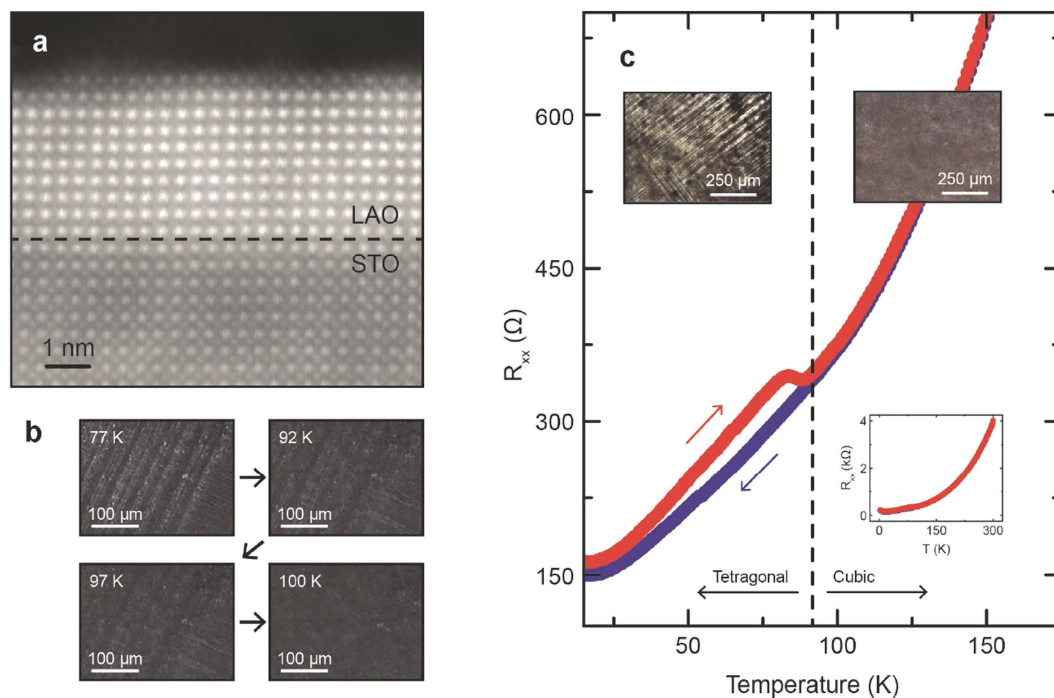 a
LAO
STO
1 nm
b
77 K
100 µm
92 K
100 µm
97 K
100 µm
100 K
100 µm
c
Rxx (Ω)
600
450
300
150
250 µm
250 µm
Rxx (kΩ)
4
2
0
0 150 300
T (K)
Tetragonal
Cubic
50 100 150
Temperature (K)